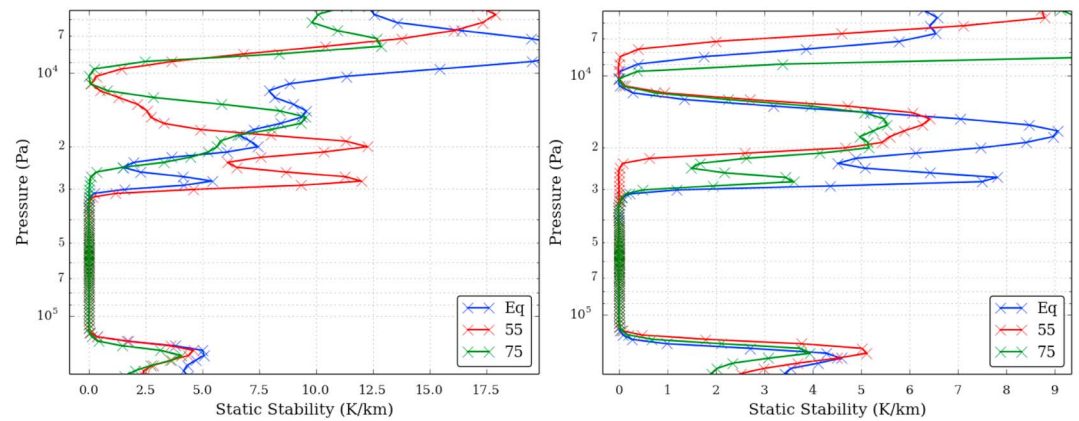 7
10⁴
2
3
5
7
10⁵
Pressure (Pa)
0.0 2.5 5.0 7.5 10.0 12.5 15.0 17.5
Static Stability (K/km)
Eq
55
75
7
10⁴
2
3
5
7
10⁵
Pressure (Pa)
0 1 2 3 4 5 6 7 8 9
Static Stability (K/km)
Eq
55
75